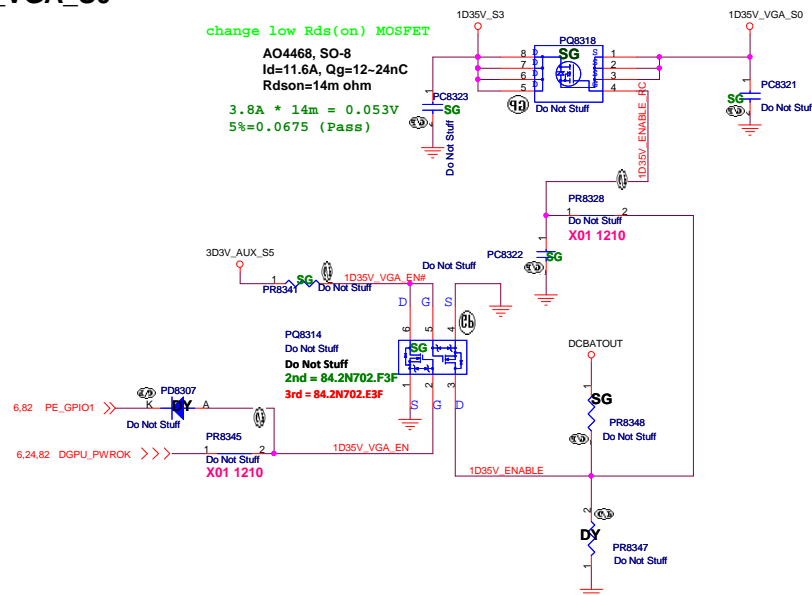 _VGA_S0
change low Rds(on) MOSFET
AO4468, SO-8
Id=11.6A, Qg=12~24nC
Rdson=14m ohm
3.8A * 14m = 0.053V
5%=0.0675 (Pass)
1D35V_S3
1D35V_VGA_S0
PQ8318
SG
8
7
6
5
D
D
D
D
S
S
S
1
2
3
4
Do Not Stuff
PC8323
SG
Do Not Stuff
PC8321
SG
Do Not Stuff
1D35V_ENABLE_RC
PR8328
1
2
Do Not Stuff
X01 1210
PC8322
SG
Do Not Stuff
3D3V_AUX_S5
1
SG
PR8341
Do Not Stuff
1D35V_VGA_EN#
D
G
S
6
5
4
PQ8314
Do Not Stuff
Do Not Stuff
2nd = 84.2N702.F3F
3rd = 84.2N702.E3F
SG
1
2
3
S
G
D
DCBATOUT
1
SG
PR8348
Do Not Stuff
6,82 PE_GPIO1
K
PD8307
DY
A
Do Not Stuff
PR8345
6,24,82 DGPU_PWROK
1
2
Do Not Stuff
X01 1210
1D35V_VGA_EN
1D35V_ENABLE
2
DY
PR8347
1
Do Not Stuff